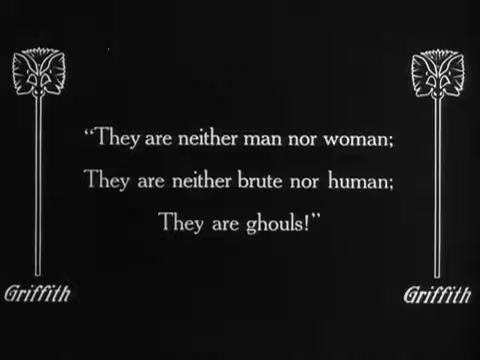 “They are neither man nor woman;
They are neither brute nor human;
They are ghouls!”
Griffith
Griffith